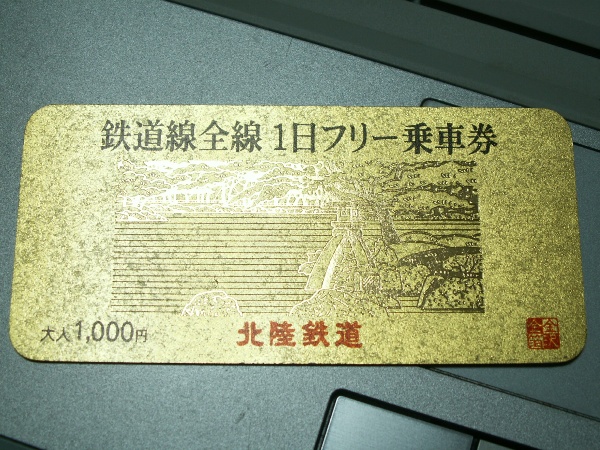 鉄道線全線 1日フリー乗車券
大人1,000円
北陸鉄道